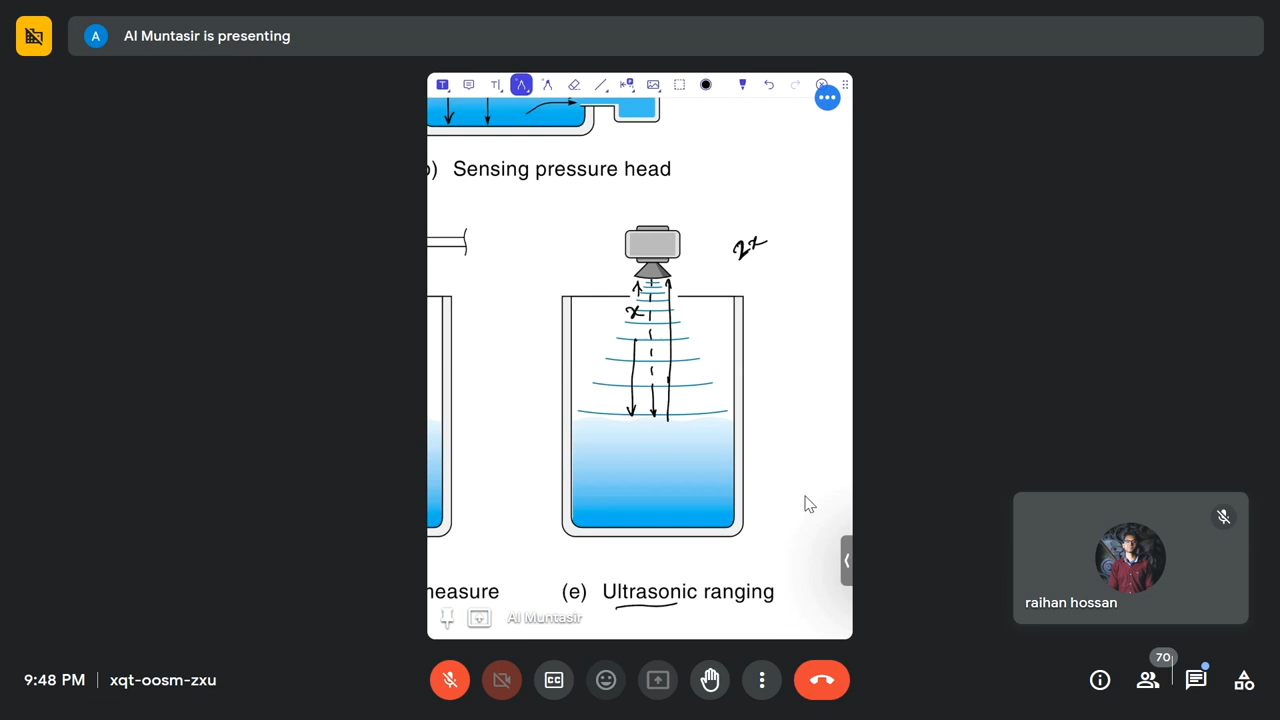 A
Al Muntasir is presenting
) Sensing pressure head
2x
x
neasure
(e) Ultrasonic ranging
Al Muntasir
raihan hossan
9:48 PM | xqt-oosm-zxu
70